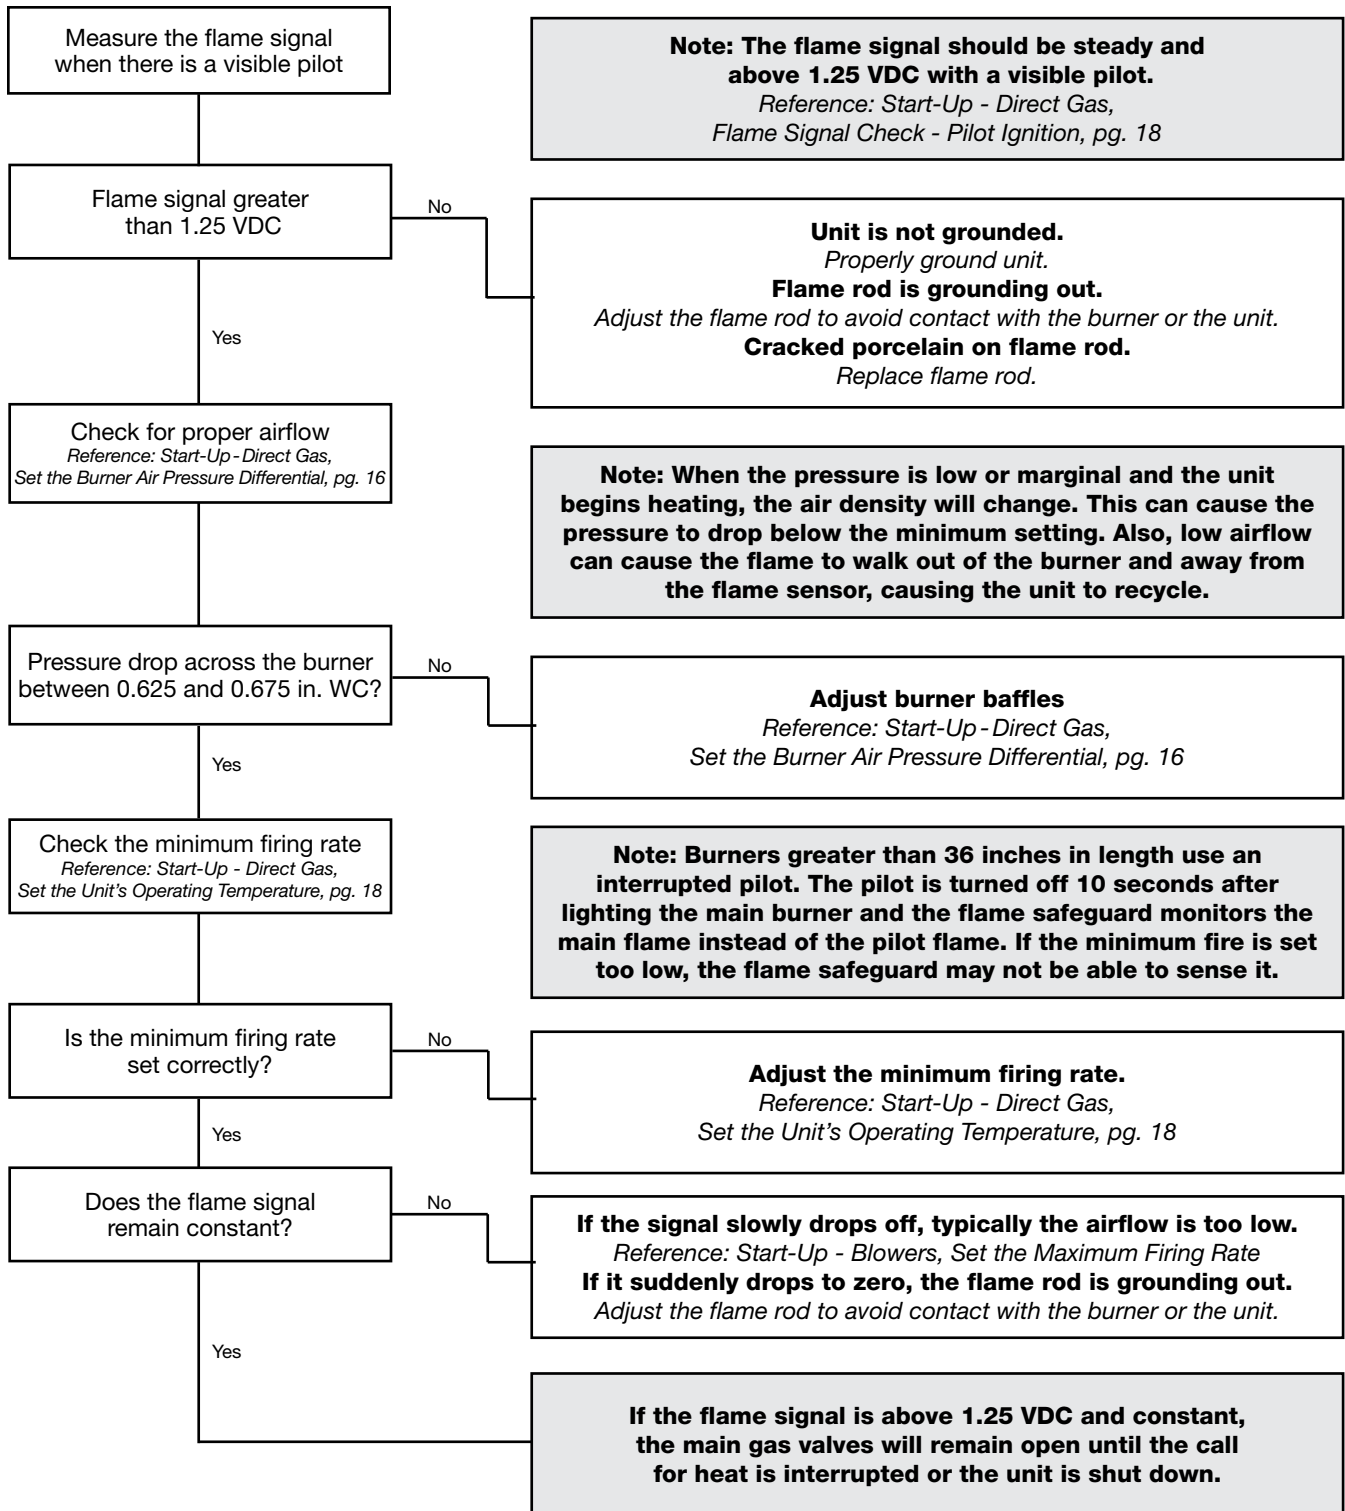 Measure the flame signal
when there is a visible pilot
Note: The flame signal should be steady and
above 1.25 VDC with a visible pilot.
Reference: Start-Up - Direct Gas,
Flame Signal Check - Pilot Ignition, pg. 18
Flame signal greater
than 1.25 VDC
No
Unit is not grounded.
Properly ground unit.
Flame rod is grounding out.
Adjust the flame rod to avoid contact with the burner or the unit.
Cracked porcelain on flame rod.
Replace flame rod.
Yes
Check for proper airflow
Reference: Start-Up - Direct Gas,
Set the Burner Air Pressure Differential, pg. 16
Note: When the pressure is low or marginal and the unit
begins heating, the air density will change. This can cause the
pressure to drop below the minimum setting. Also, low airflow
can cause the flame to walk out of the burner and away from
the flame sensor, causing the unit to recycle.
Pressure drop across the burner
between 0.625 and 0.675 in. WC?
No
Adjust burner baffles
Reference: Start-Up - Direct Gas,
Set the Burner Air Pressure Differential, pg. 16
Yes
Check the minimum firing rate
Reference: Start-Up - Direct Gas,
Set the Unit's Operating Temperature, pg. 18
Note: Burners greater than 36 inches in length use an
interrupted pilot. The pilot is turned off 10 seconds after
lighting the main burner and the flame safeguard monitors the
main flame instead of the pilot flame. If the minimum fire is set
too low, the flame safeguard may not be able to sense it.
Is the minimum firing rate
set correctly?
No
Adjust the minimum firing rate.
Reference: Start-Up - Direct Gas,
Set the Unit's Operating Temperature, pg. 18
Yes
Does the flame signal
remain constant?
No
If the signal slowly drops off, typically the airflow is too low.
Reference: Start-Up - Blowers, Set the Maximum Firing Rate
If it suddenly drops to zero, the flame rod is grounding out.
Adjust the flame rod to avoid contact with the burner or the unit.
Yes
If the flame signal is above 1.25 VDC and constant,
the main gas valves will remain open until the call
for heat is interrupted or the unit is shut down.